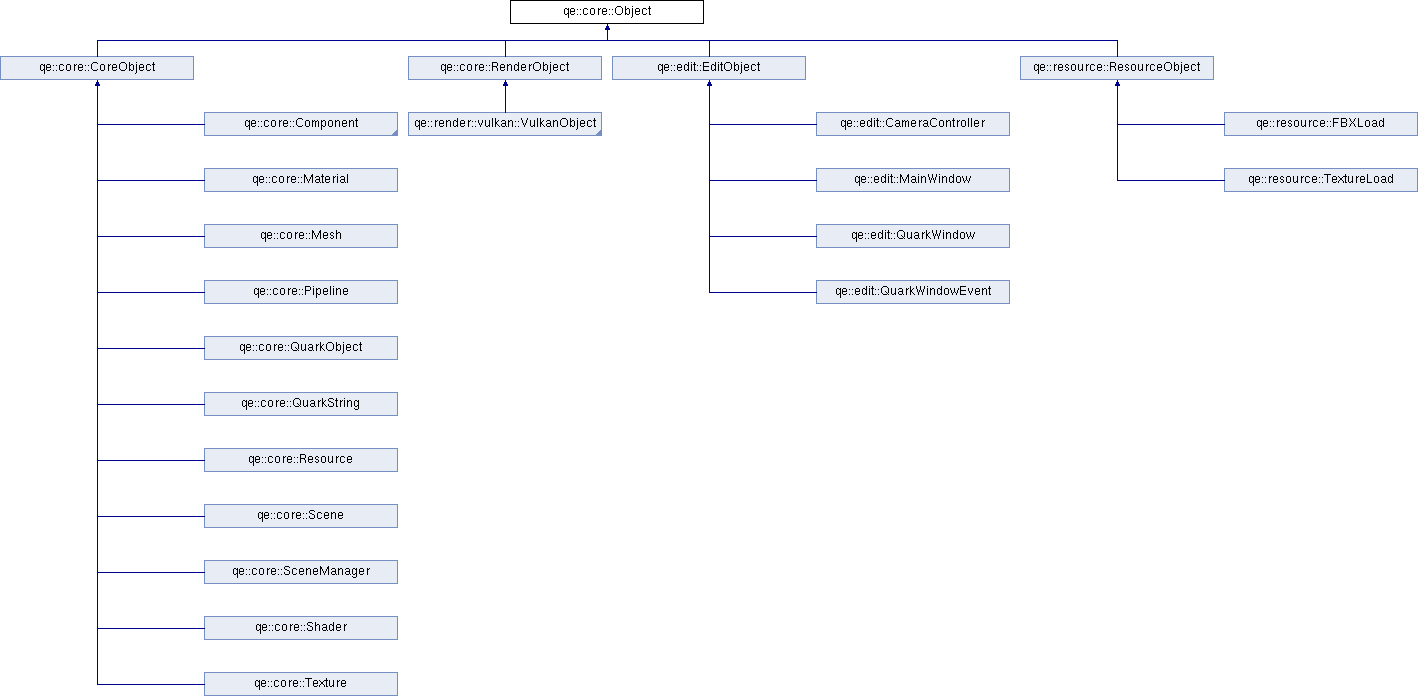 qe::core::Object
qe::core::CoreObject
qe::core::RenderObject
qe::edit::EditObject
qe::resource::ResourceObject
qe::core::Component
qe::render::vulkan::VulkanObject
qe::edit::CameraController
qe::resource::FBXLoad
qe::core::Material
qe::edit::MainWindow
qe::resource::TextureLoad
qe::core::Mesh
qe::edit::QuarkWindow
qe::core::Pipeline
qe::edit::QuarkWindowEvent
qe::core::QuarkObject
qe::core::QuarkString
qe::core::Resource
qe::core::Scene
qe::core::SceneManager
qe::core::Shader
qe::core::Texture